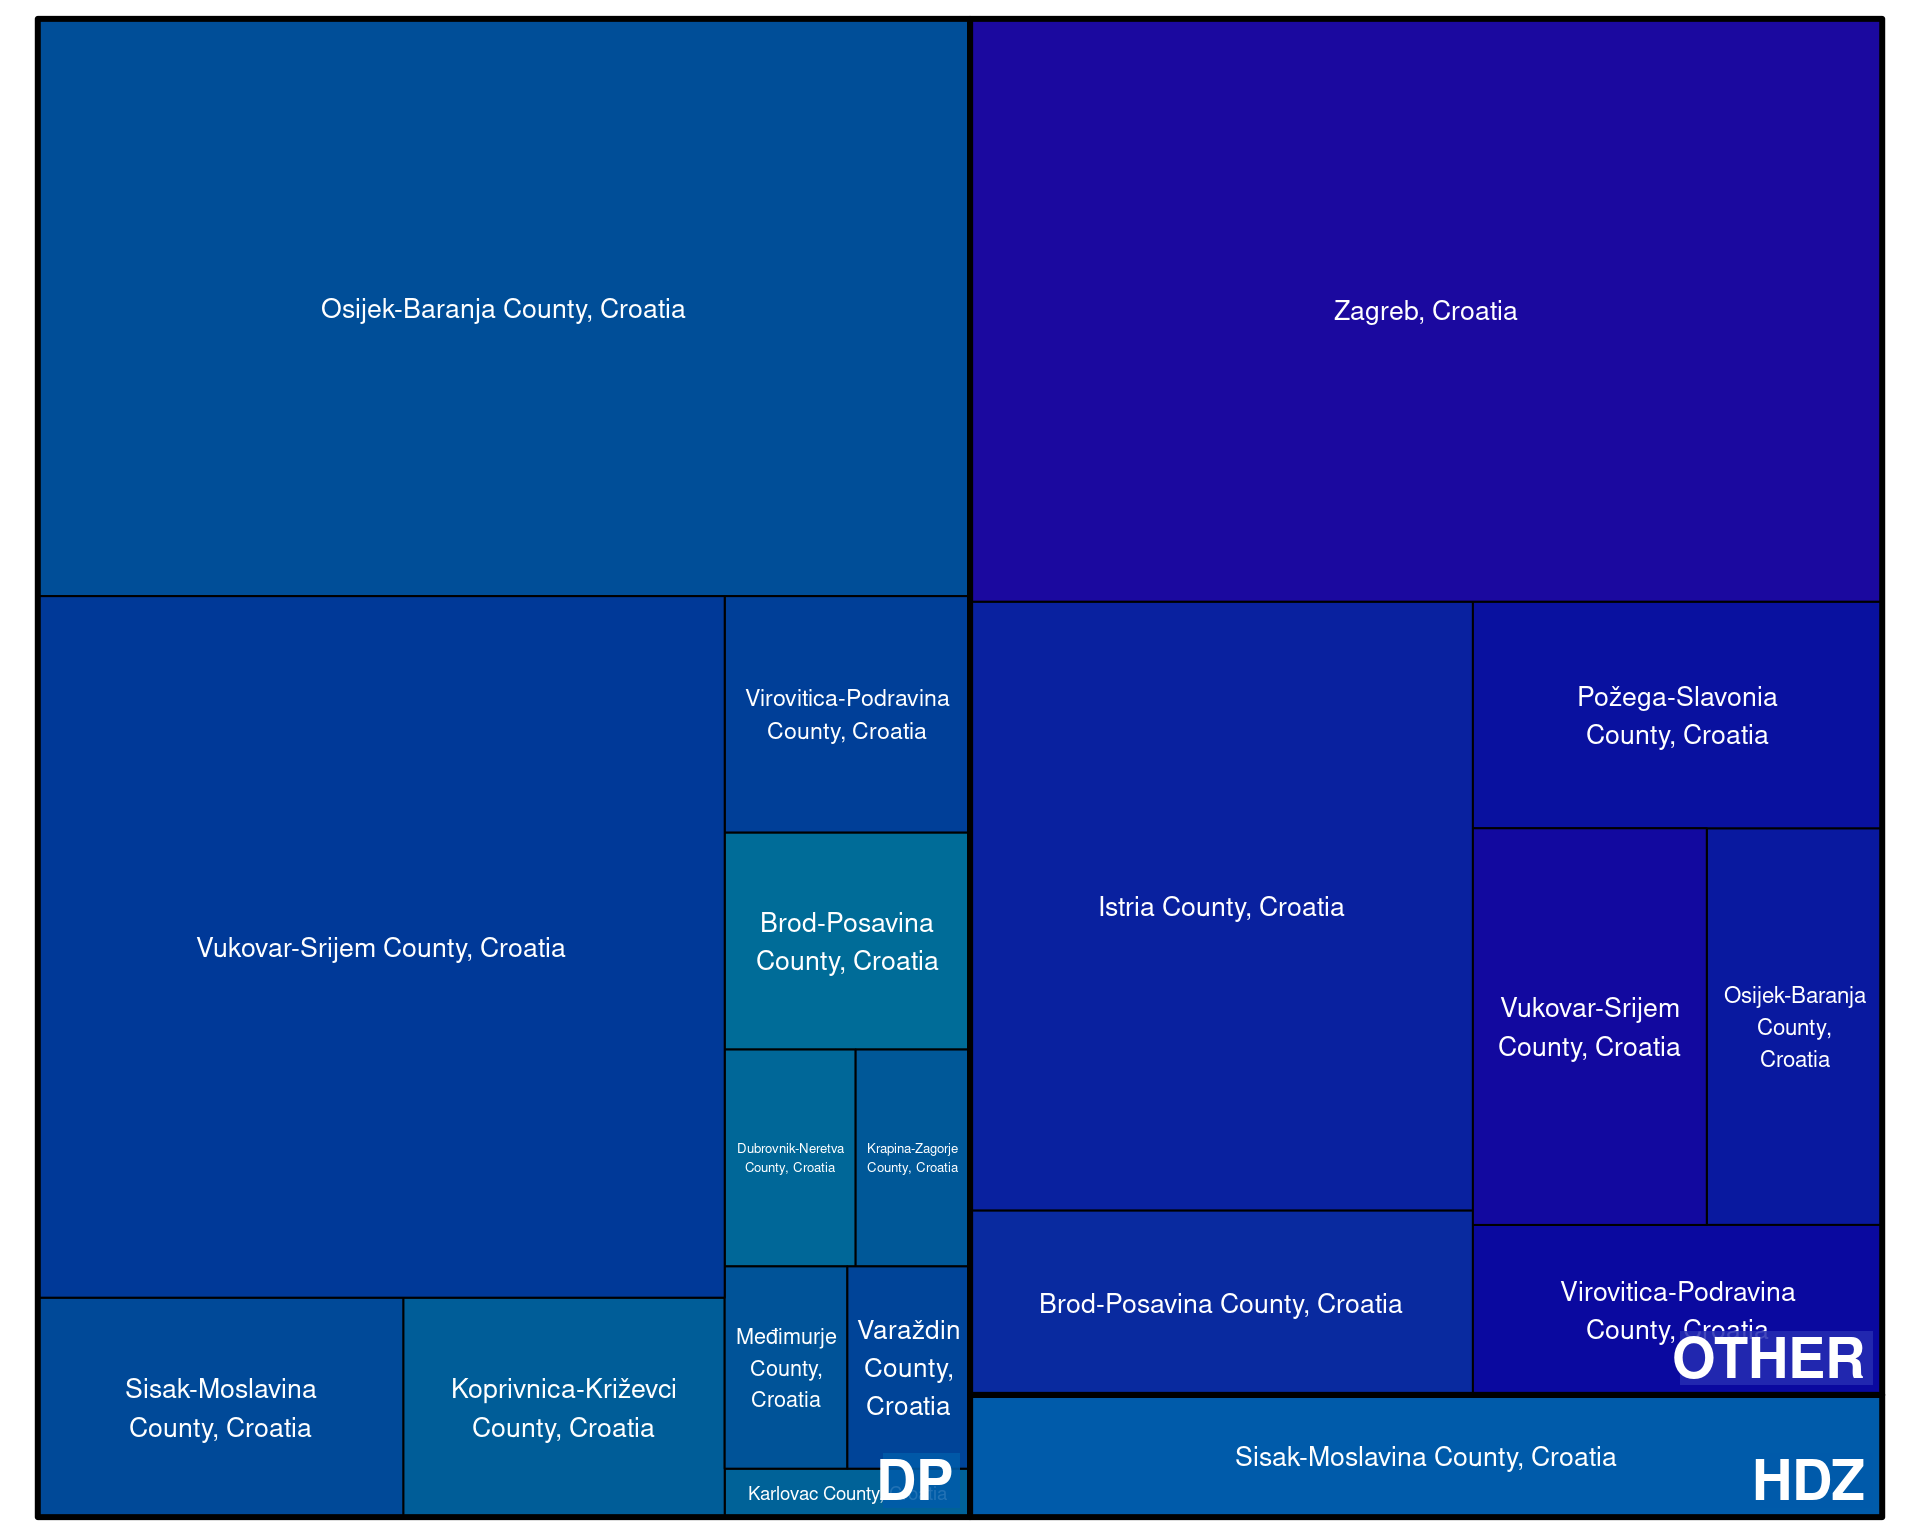 Osijek-Baranja County, Croatia
Vukovar-Srijem County, Croatia
Virovitica-Podravina
County, Croatia
Brod-Posavina
County, Croatia
Dubrovnik-Neretva
County, Croatia
Krapina-Zagorje
County, Croatia
Sisak-Moslavina
County, Croatia
Koprivnica-Križevci
County, Croatia
Međimurje
County,
Croatia
Varaždin
County,
Croatia
Karlovac County, Croatia
DP
Zagreb, Croatia
Istria County, Croatia
Požega-Slavonia
County, Croatia
Vukovar-Srijem
County, Croatia
Osijek-Baranja
County,
Croatia
Brod-Posavina County, Croatia
Virovitica-Podravina
County, Croatia
OTHER
Sisak-Moslavina County, Croatia
HDZ